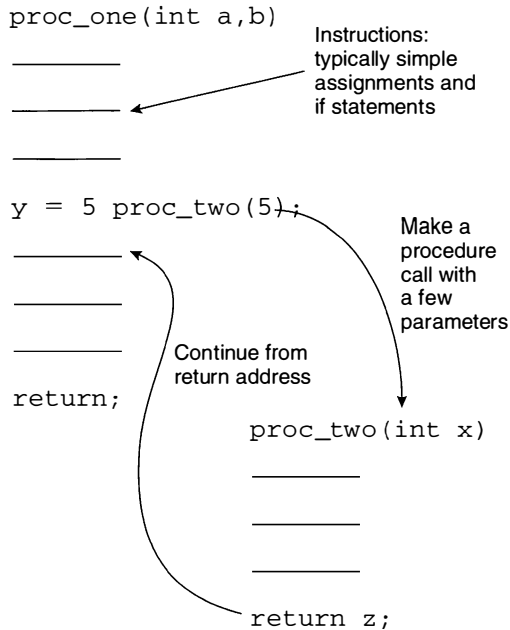 proc_one(int a,b)
Instructions:
typically simple
assignments and
if statements
y = 5 proc_two(5);
Make a
procedure
call with
a few
parameters
Continue from
return address
return;
proc_two(int x)
return z;